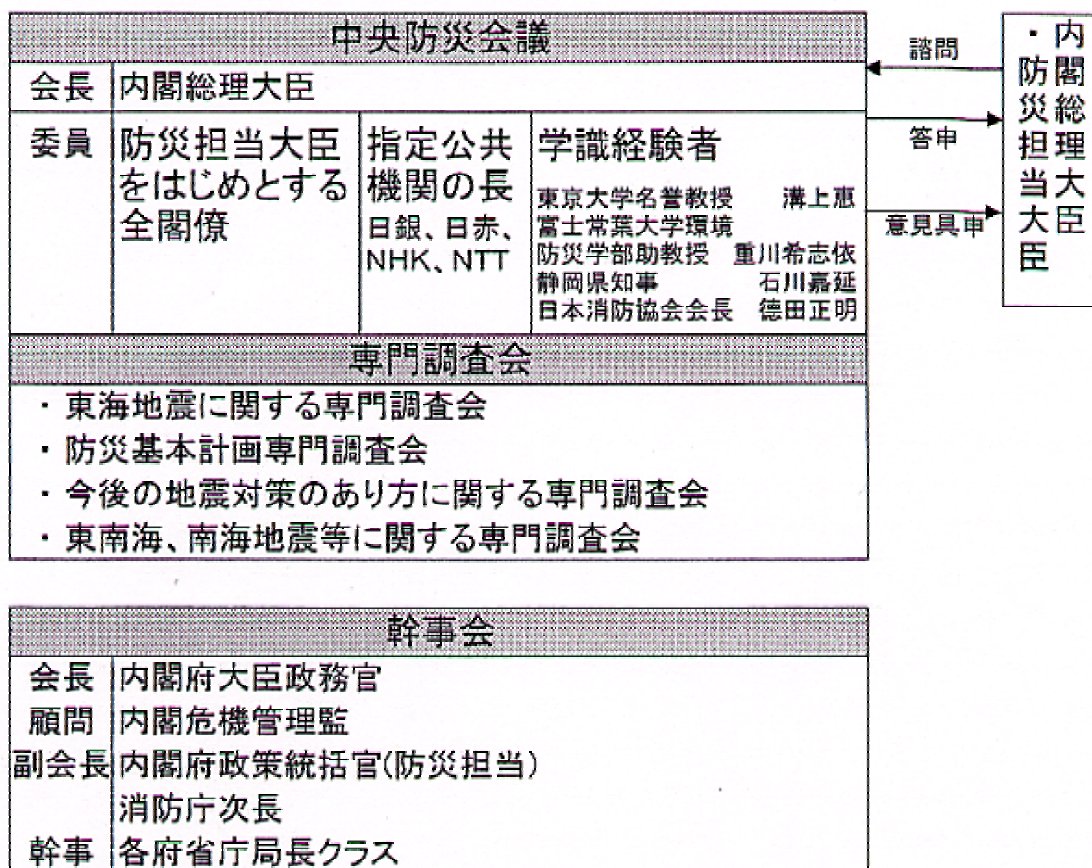 中央防災会議
会長 内閣総理大臣
委員 防災担当大臣
をはじめとする
全閣僚
指定公共
機関の長
日銀、日赤、
NHK、NTT
学識経験者
東京大学名誉教授 溝上恵
富士常葉大学環境
防災学部助教授 重川希志依
静岡県知事 石川嘉延
日本消防協会会長 徳田正明
諮問
答申
意見具申
・内閣総理大臣
防災担当大臣
専門調査会
・東海地震に関する専門調査会
・防災基本計画専門調査会
・今後の地震対策のあり方に関する専門調査会
・東南海、南海地震等に関する専門調査会
幹事会
会長 内閣府大臣政務官
顧問 内閣危機管理監
副会長 内閣府政策統括官(防災担当)
消防庁次長
幹事 各府省庁局長クラス